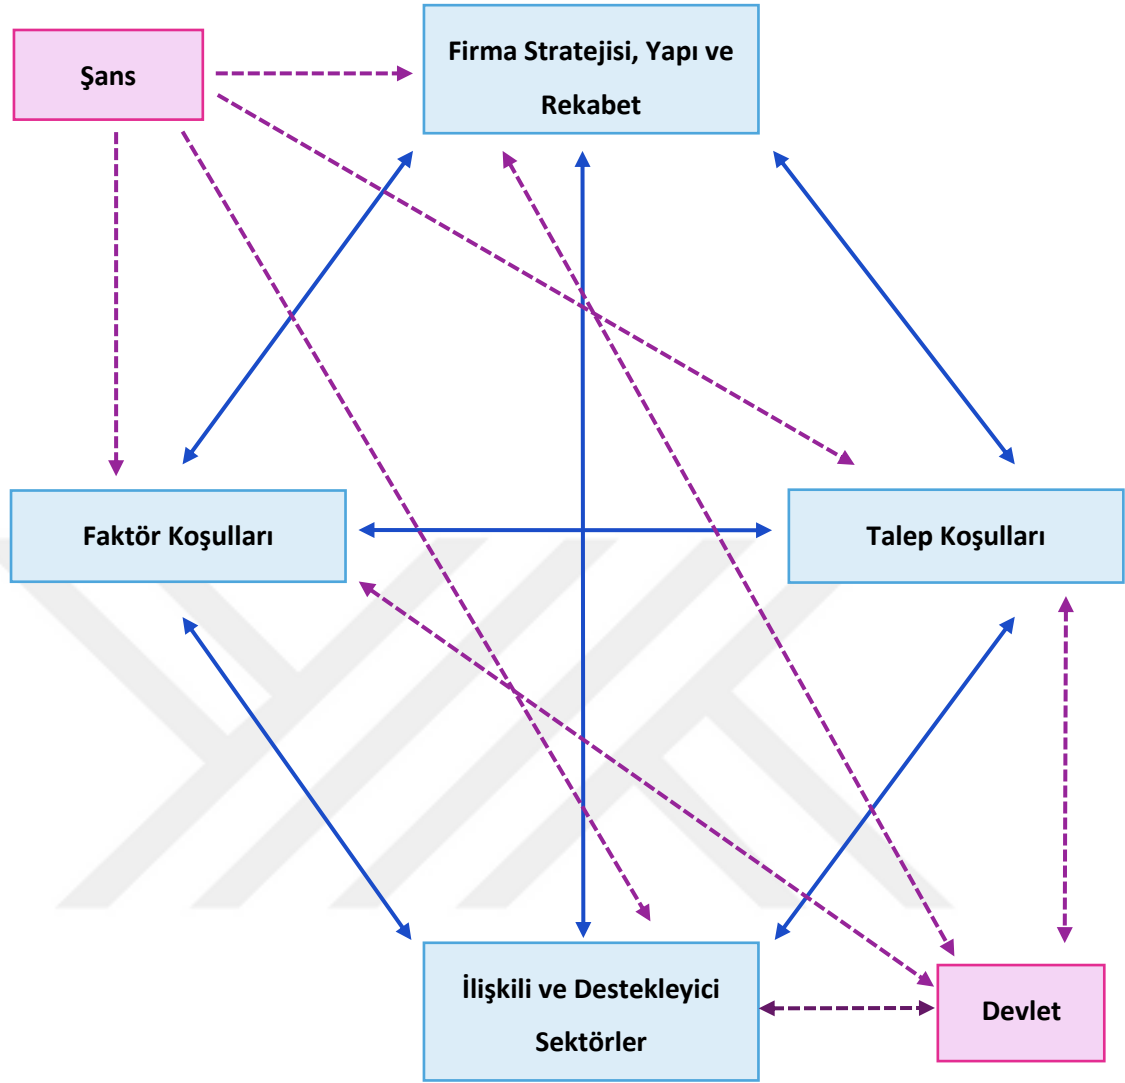 Şans
Firma Stratejisi, Yapı ve
Rekabet
Faktör Koşulları
Talep Koşulları
İlişkili ve Destekleyici
Sektörler
Devlet